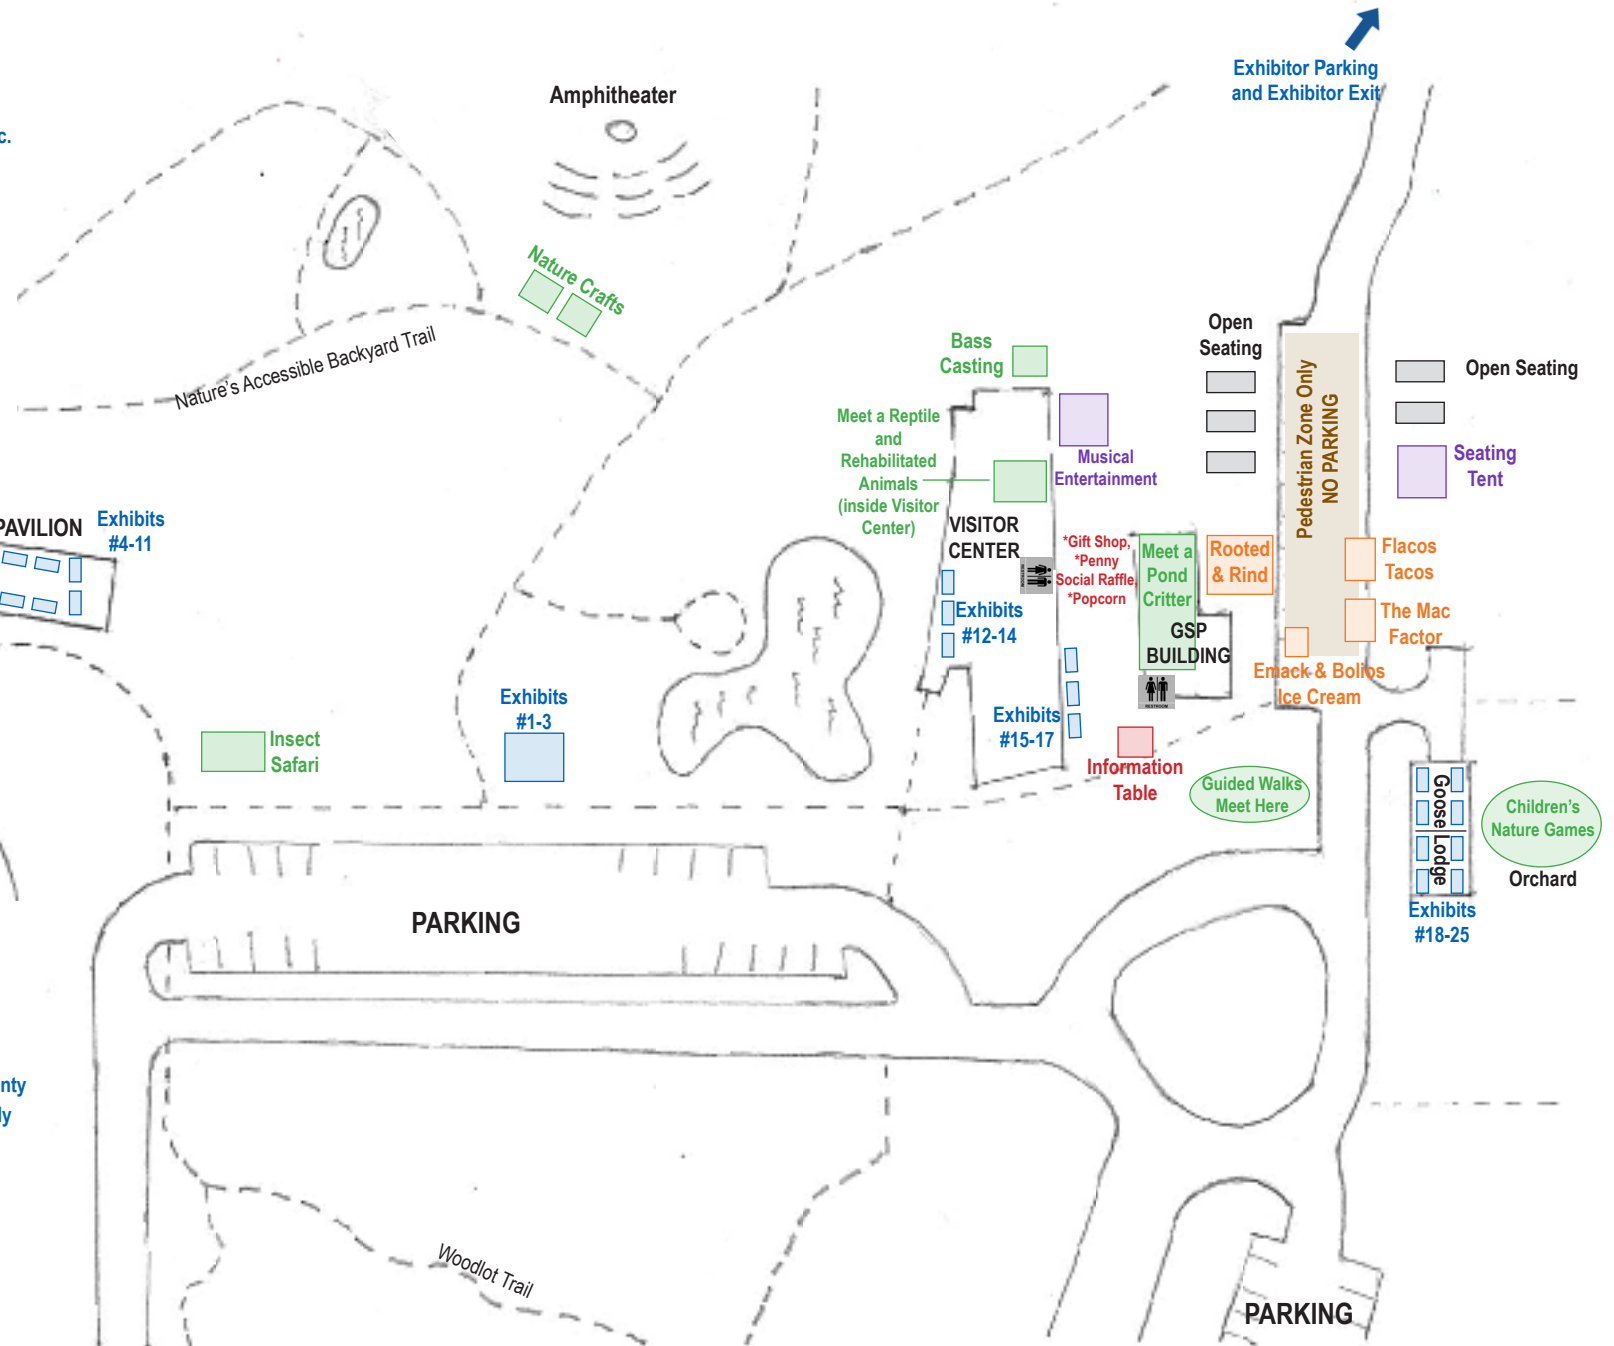 Exhibitor Parking
and Exhibitor Exit
Amphitheater
c.
Nature Crafts
Nature's Accessible Backyard Trail
Open
Seating
Bass
Casting
Pedestrian Zone Only
NO PARKING
Open Seating
Meet a Reptile
and
Rehabilitated
Animals
(inside Visitor
Center)
Musical
Entertainment
Seating
Tent
PAVILION
Exhibits
#4-11
VISITOR
CENTER
RESTROOM
*Gift Shop,
*Penny
Social Raffle,
*Popcorn
Meet a
Pond
Critter
Rooted
& Rind
Flacos
Tacos
Exhibits
#12-14
GSP
BUILDING
The Mac
Factor
Emack & Bolios
Ice Cream
RESTROOM
Exhibits
#1-3
Exhibits
#15-17
Insect
Safari
Information
Table
Guided Walks
Meet Here
Goose Lodge
Children's
Nature Games
Orchard
Exhibits
#18-25
PARKING
nty
ly
Woodlot Trail
PARKING